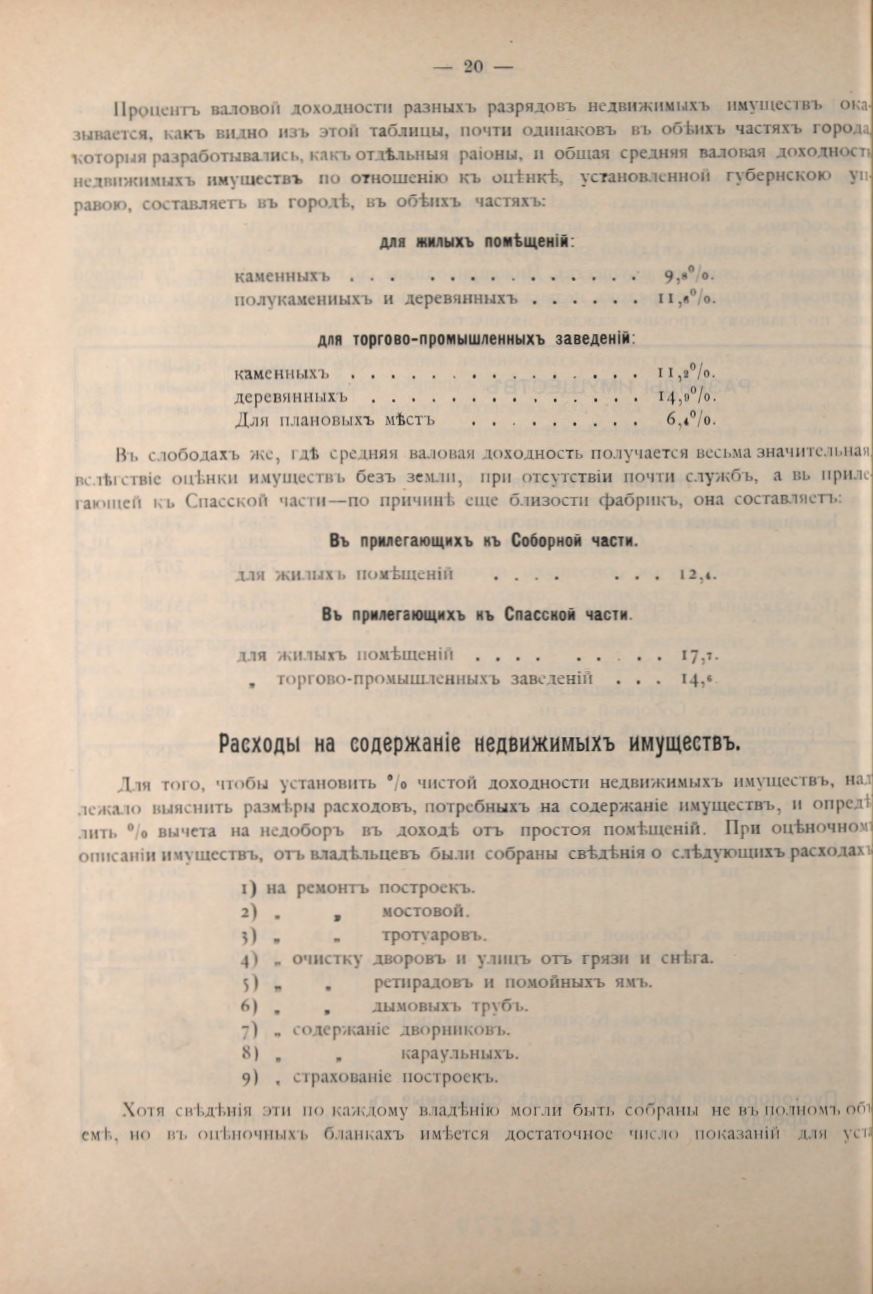 — 20 —
Процентъ валовой доходности разныхъ разрядовъ недвижимыхъ имуществъ ока-
зывается, какъ видно изъ этой таблицы, почти одинаковъ въ обѣихъ частяхъ города,
которыя разработывались, какъ отдѣльныя раіоны, и общая средняя валовая доходность
недвижимыхъ имуществъ по отношенію къ оцѣнкѣ, установленной губернскою уп-
равою, составляетъ въ городѣ, въ обѣихъ частяхъ:
для жилыхъ помѣщеній:
каменныхъ . . . . . . . . . . . . . 9,8%.
полукаменныхъ и деревянныхъ . . . . . . 11,8%.
для торгово-промышленныхъ заведеній:
каменныхъ . . . . . . . . . . . . . . 11,2%.
деревянныхъ . . . . . . . . . . . . . 14,9%.
Для плановыхъ мѣстъ . . . . . . . . . 6,4%.
Въ слободахъ же, гдѣ средняя валовая доходность получается весьма значительная,
вслѣдствіе оцѣнки имуществъ безъ земли, при отсутствіи почти службъ, а въ приле-
гающей къ Спасской части—по причинѣ еще близости фабрик, она составляетъ:
Въ прилегающихъ къ Соборной части.
для жилыхъ помѣщеній . . . . . . . 12,4.
Въ прилегающихъ къ Спасской части.
для жилыхъ помѣщеній . . . . . . . . . 17,7.
„ торгово-промышленныхъ заведеній . . . 14,6.
Расходы на содержаніе недвижимыхъ имуществъ.
Для того, чтобы установить % чистой доходности недвижимыхъ имуществъ, над-
лежало выяснить размѣры расходовъ, потребныхъ на содержаніе имуществъ, и опредѣ-
лить % вычета на недоборъ въ доходѣ отъ простоя помѣщеній. При оцѣночномъ
описаніи имуществъ, отъ владѣльцевъ были собраны свѣдѣнія о слѣдующихъ расходахъ
1) на ремонтъ построекъ.
2) „ „ мостовой.
3) „ „ тротуаровъ.
4) „ очистку дворовъ и улицъ отъ грязи и снѣга.
5) „ „ ретирадовъ и помойныхъ ямъ.
6) „ „ дымовыхъ трубъ.
7) „ содержаніе дворниковъ.
8) „ „ караульныхъ.
9) „ страхованіе построекъ.
Хотя свѣдѣнія эти по каждому владѣнію могли быть собраны не въ полномъ объ-
емѣ, но въ оцѣночныхъ бланкахъ имѣется достаточное число показаній для уста